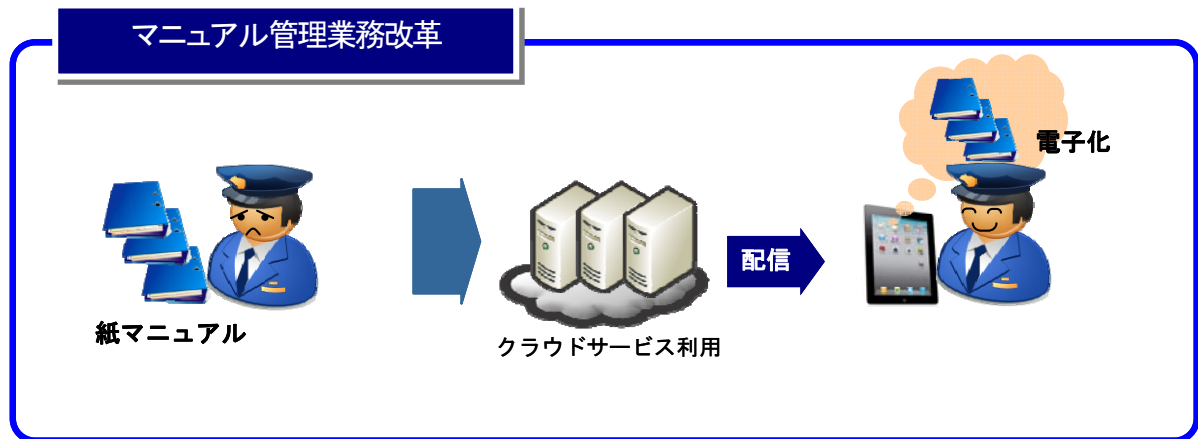 マニュアル管理業務改革
電子化
配信
紙マニュアル
クラウドサービス利用